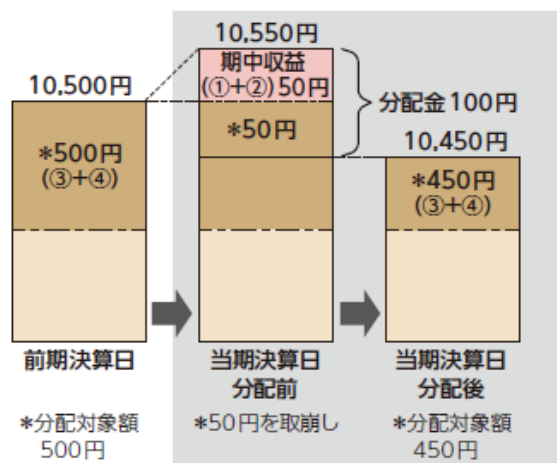 10,500円
*500円
(③+④)
前期決算日
*分配対象額
500円
10,550円
期中収益
(①+②)50円
*50円
分配金100円
当期決算日
分配前
*50円を取崩し
10,450円
*450円
(③+④)
当期決算日
分配後
*分配対象額
450円